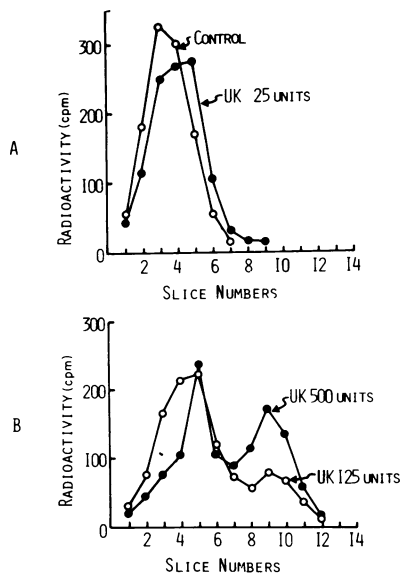 A
RADIOACTIVITY (cpm)
300
200
100
0
CONTROL
UK 25 UNITS
2 4 6 8 10 12 14
SLICE NUMBERS
B
RADIOACTIVITY (cpm)
300
200
100
0
UK 500 UNITS
UK 125 UNITS
2 4 6 8 10 12 14
SLICE NUMBERS